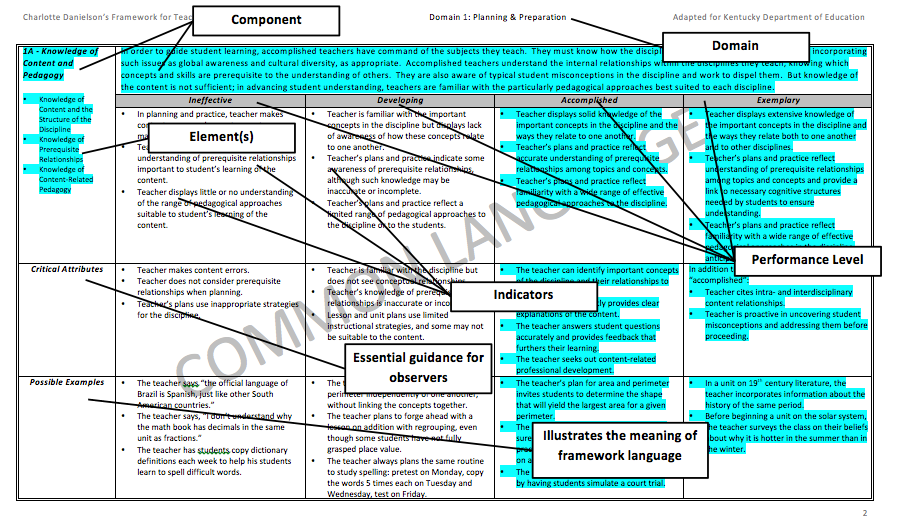 Charlotte Danielson's Framework for Teac
Component
Domain 1: Planning & Preparation
Adapted for Kentucky Department of Education
Domain
1A - Knowledge of
Content and
Pedagogy
In order to guide student learning, accomplished teachers have command of the subjects they teach. They must know how the discipl incorporating
such issues as global awareness and cultural diversity, as appropriate. Accomplished teachers understand the internal relationships within the disciplines they teach, knowing which
concepts and skills are prerequisite to the understanding of others. They are also aware of typical student misconceptions in the discipline and work to dispel them. But knowledge of
the content is not sufficient; in advancing student understanding, teachers are familiar with the particularly pedagogical approaches best suited to each discipline.
• Knowledge of
Content and the
Structure of the
Discipline
• Knowledge of
Prerequisite
Relationships
• Knowledge of
Content-Related
Pedagogy
Element(s)
Ineffective
• In planning and practice, teacher makes
understanding of prerequisite relationships
important to student's learning of the
content.
• Teacher displays little or no understanding
of the range of pedagogical approaches
suitable to student's learning of the
content.
Developing
• Teacher is familiar with the important
concepts in the discipline but displays lack
of awareness of how these concepts relate
to one another.
• Teacher's plans and practice indicate some
awareness of prerequisite relationships,
although such knowledge may be
inaccurate or incomplete.
• Teacher's plans and practice reflect a
limited range of pedagogical approaches to
the discipline or to the students.
Accomplished
• Teacher displays solid knowledge of the
important concepts in the discipline and the
ways they relate to one another.
• Teacher's plans and practice reflect
accurate understanding of prerequisite
relationships among topics and concepts.
• Teacher's plans and practice reflect
familiarity with a wide range of effective
pedagogical approaches to the discipline.
Exemplary
• Teacher displays extensive knowledge of
the important concepts in the discipline and
the ways they relate both to one another
and to other disciplines.
• Teacher's plans and practice reflect
understanding of prerequisite relationships
among topics and concepts and provide a
link to necessary cognitive structures
needed by students to ensure
understanding.
• Teacher's plans and practice reflect
familiarity with a wide range of effective
Performance Level
Critical Attributes
• Teacher makes content errors.
• Teacher does not consider prerequisite
relationships when planning.
• Teacher's plans use inappropriate strategies
for the discipline.
• Teacher is familiar with the discipline but
does not see conceptual relationships.
• Teacher's knowledge of prerequ
relationships is inaccurate or inco
• Lesson and unit plans use limited
instructional strategies, and some may not
be suitable to the content.
Indicators
• The teacher can identify important concepts
of the discipline and their relationships to
ly provides clear
explanations of the content.
• The teacher answers student questions
accurately and provides feedback that
furthers their learning.
• The teacher seeks out content-related
professional development.
In addition t
"accomplished":
• Teacher cites intra- and interdisciplinary
content relationships.
• Teacher is proactive in uncovering student
misconceptions and addressing them before
proceeding.
Essential guidance for
observers
Possible Examples
• The teacher says "the official language of
Brazil is Spanish, just like other South
American countries."
• The teacher says, "I don't understand why
the math book has decimals in the same
unit as fractions."
• The teacher has students copy dictionary
definitions each week to help his students
learn to spell difficult words.
• The t
perimeter independently of one another,
without linking the concepts together.
• The teacher plans to forge ahead with a
lesson on addition with regrouping, even
though some students have not fully
grasped place value.
• The teacher always plans the same routine
to study spelling: pretest on Monday, copy
the words 5 times each on Tuesday and
Wednesday, test on Friday.
• The teacher's plan for area and perimeter
invites students to determine the shape
that will yield the largest area for a given
perimeter.
by having students simulate a court trial.
Illustrates the meaning of
framework language
• In a unit on 19th century literature, the
teacher incorporates information about the
history of the same period.
• Before beginning a unit on the solar system,
the teacher surveys the class on their beliefs
about why it is hotter in the summer than in
the winter.
COMMON LANGUAGE
2